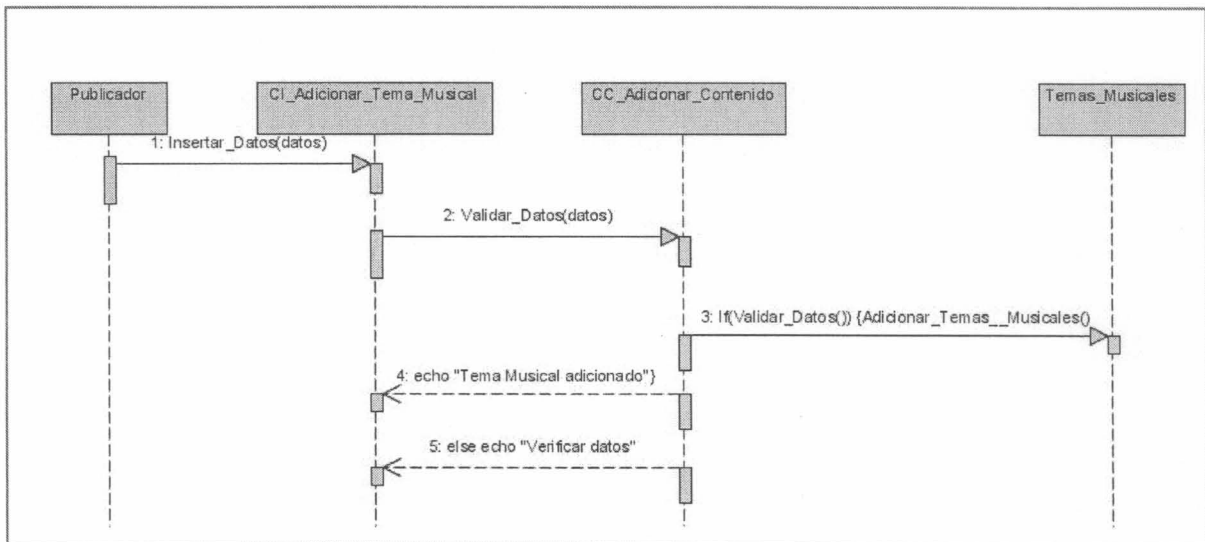 Publicador
CI_Adicionar_Tema_Musical
CC_Adicionar_Contenido
Temas_Musicales
1: Insertar_Datos(datos)
2: Validar_Datos(datos)
3: If(Validar_Datos()) {Adicionar_Temas__Musicales()
4: echo "Tema Musical adicionado"}
5: else echo "Verificar datos"